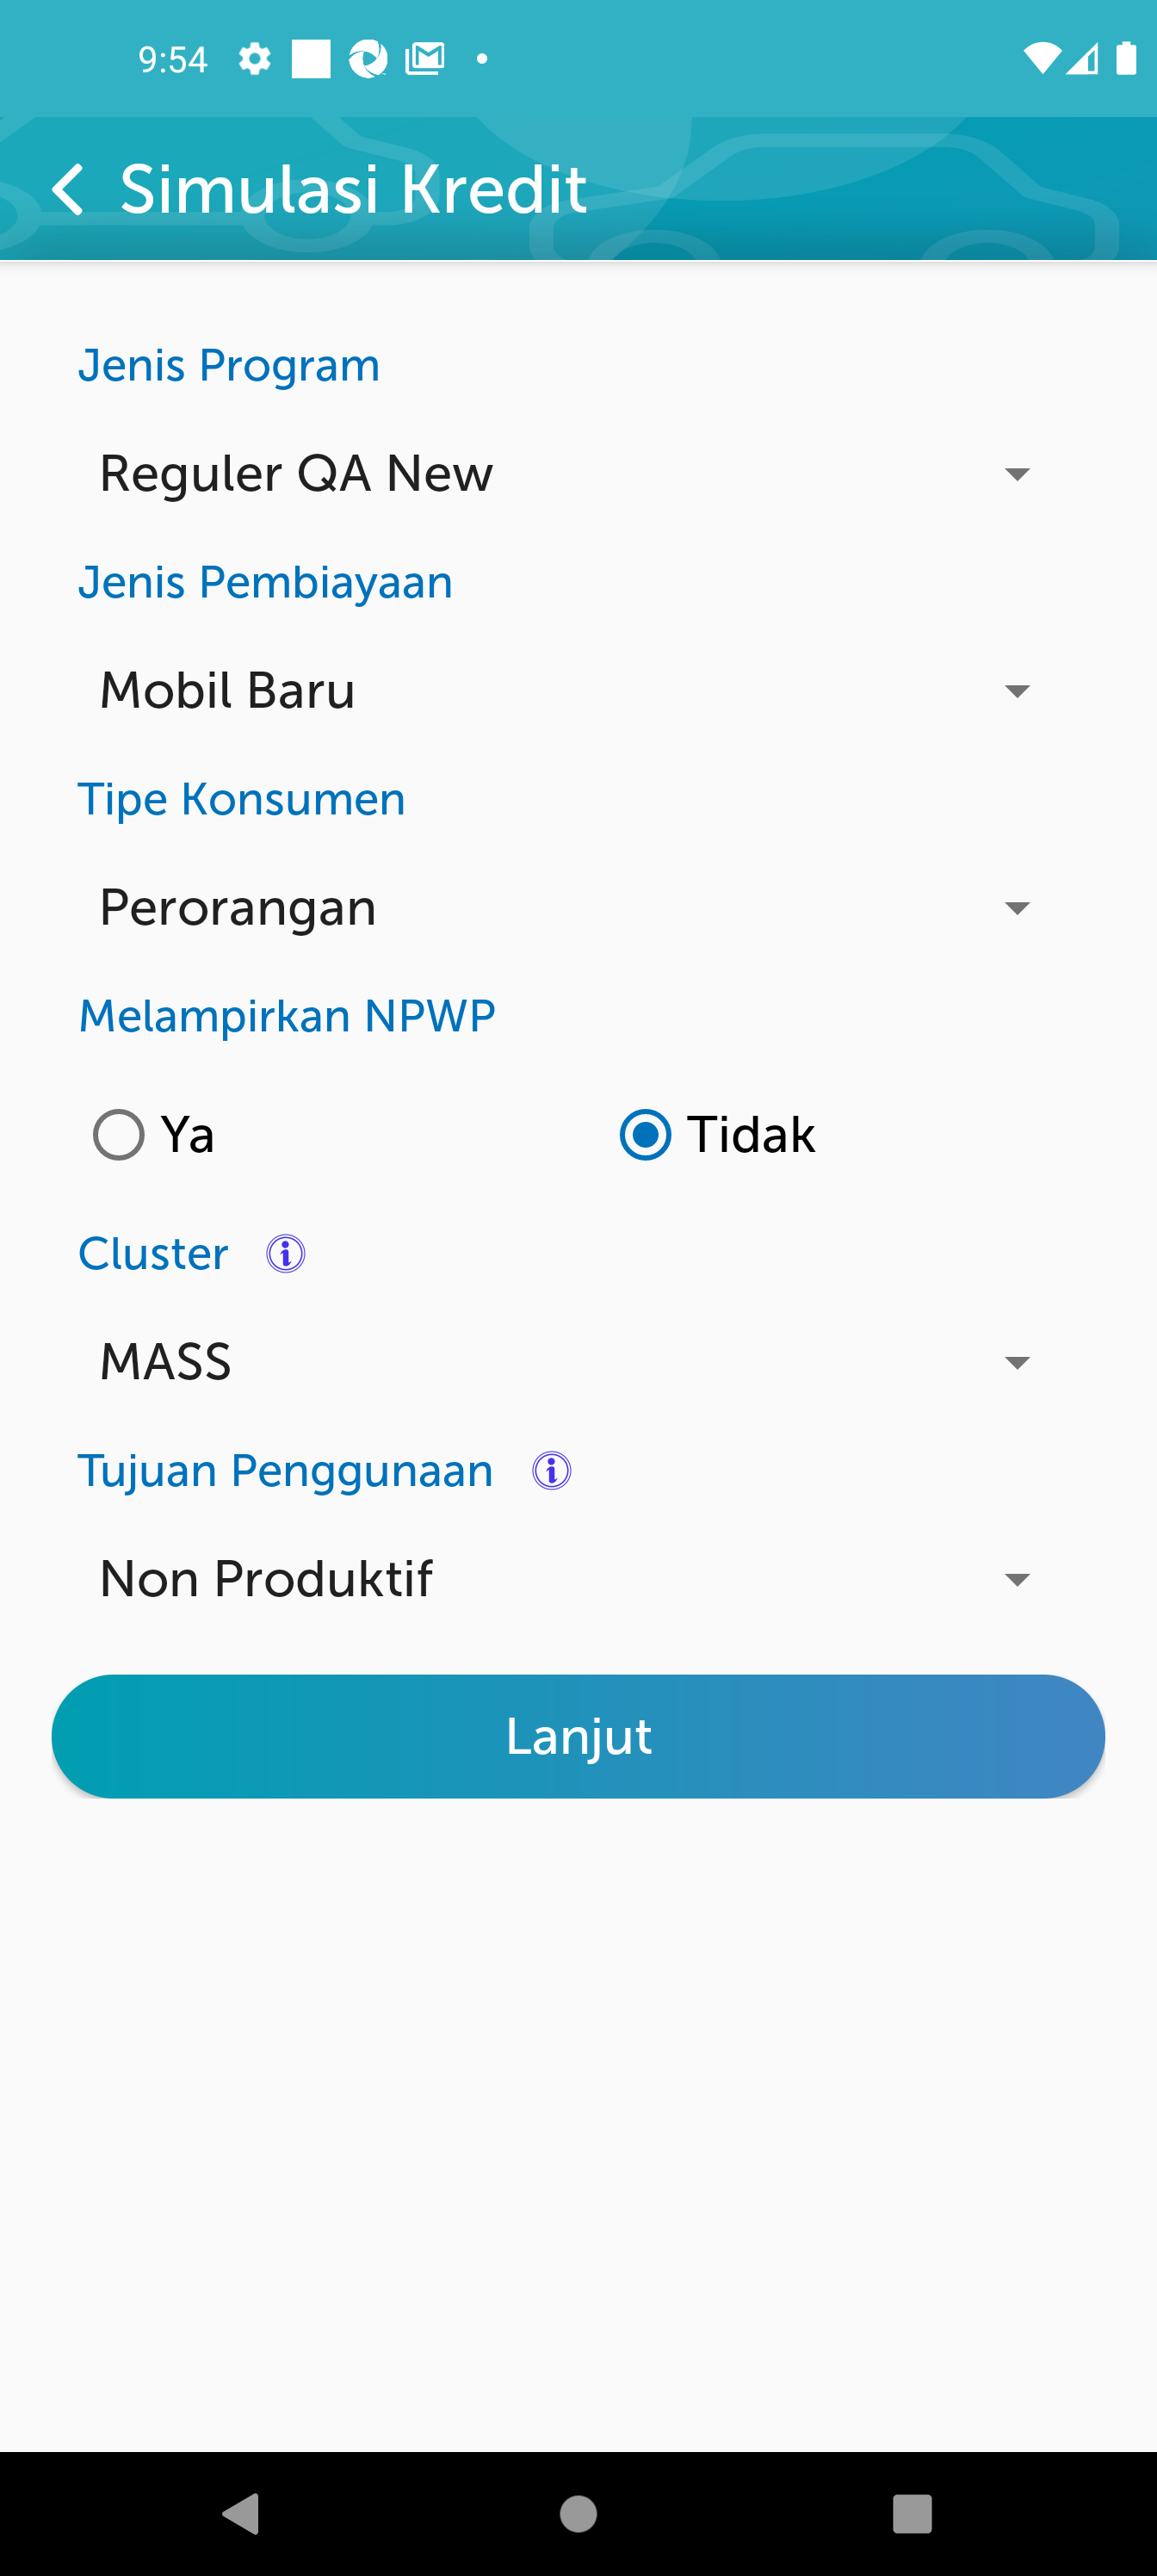 9:54
Simulasi Kredit
Jenis Program
Reguler QA New
Jenis Pembiayaan
Mobil Baru
Tipe Konsumen
Perorangan
Melampirkan NPWP
Ya Tidak
Cluster
MASS
Tujuan Penggunaan
Non Produktif
Lanjut